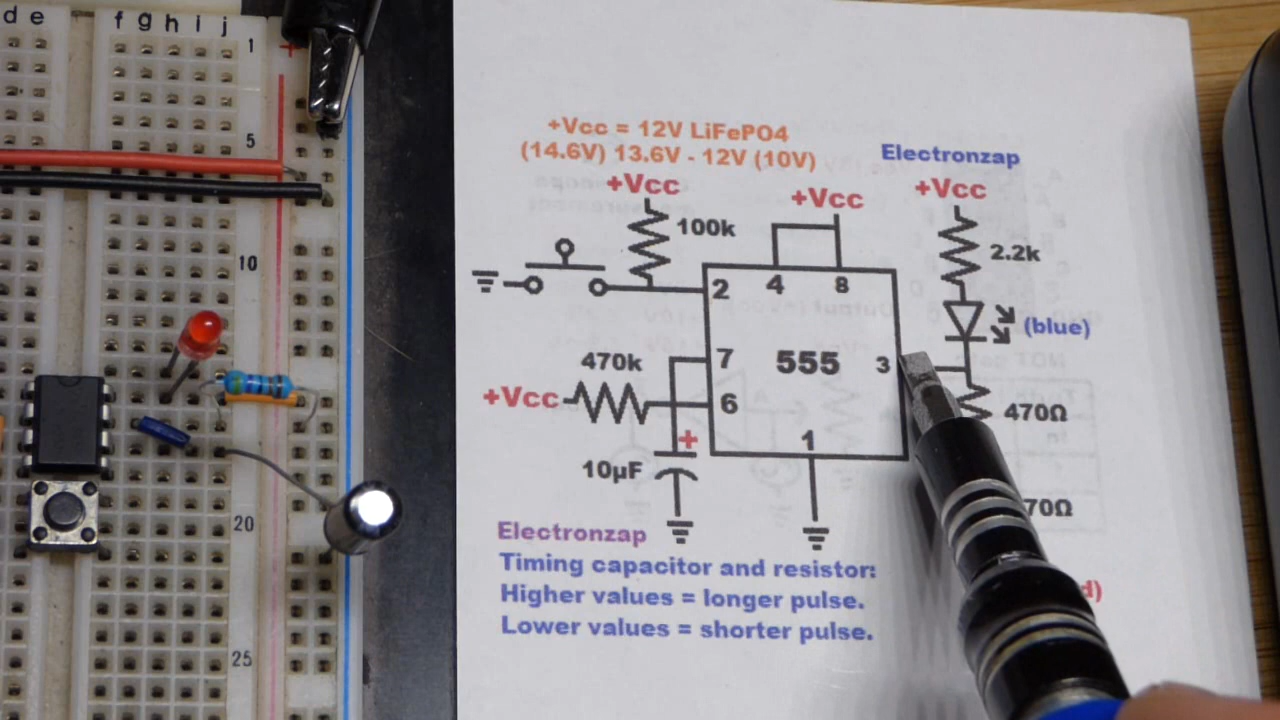 d e f g h i j
1
+
5
10
20
25
+Vcc = 12V LiFePO4
(14.6V) 13.6V - 12V (10V)
Electronzap
+Vcc
+Vcc
+Vcc
100k
2.2k
2
4
8
(blue)
470k
7
555
3
+Vcc
6
470Ω
+
1
10µF
70Ω
Electronzap
Timing capacitor and resistor:
Higher values = longer pulse.
d)
Lower values = shorter pulse.